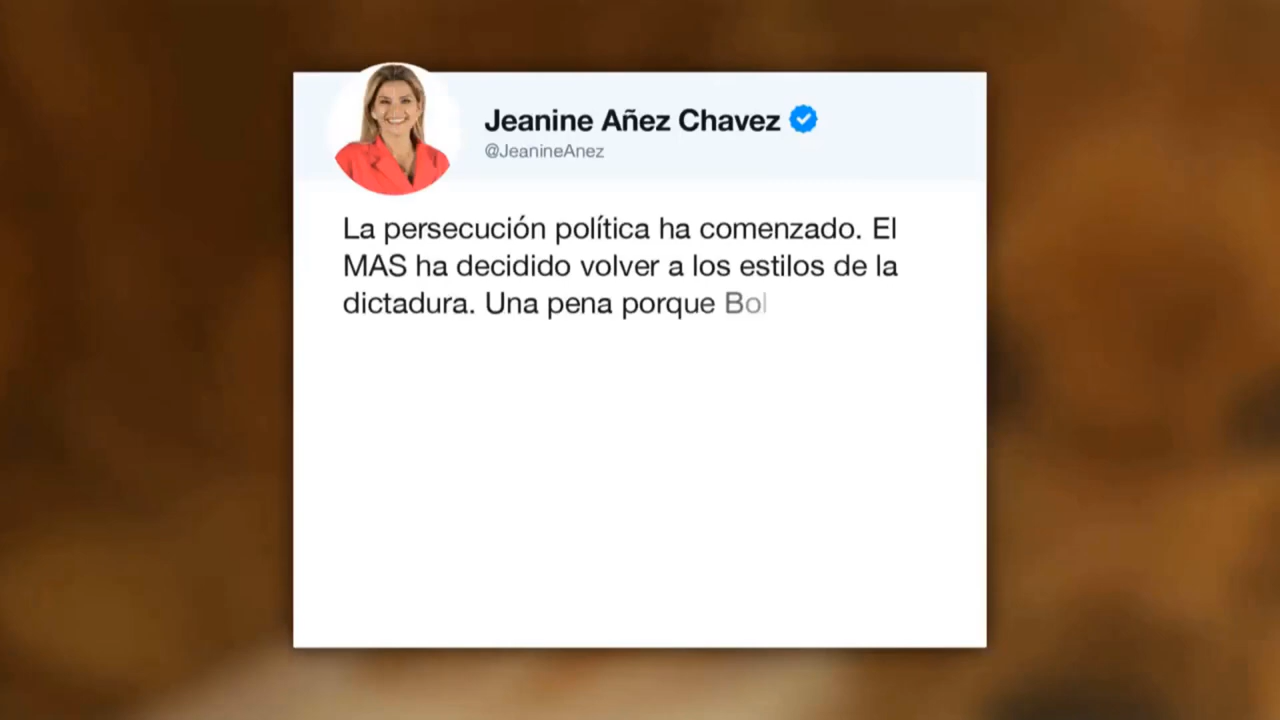 Jeanine Añez Chavez
@JeanineAnez
La persecución política ha comenzado. El
MAS ha decidido volver a los estilos de la
dictadura. Una pena porque Bol